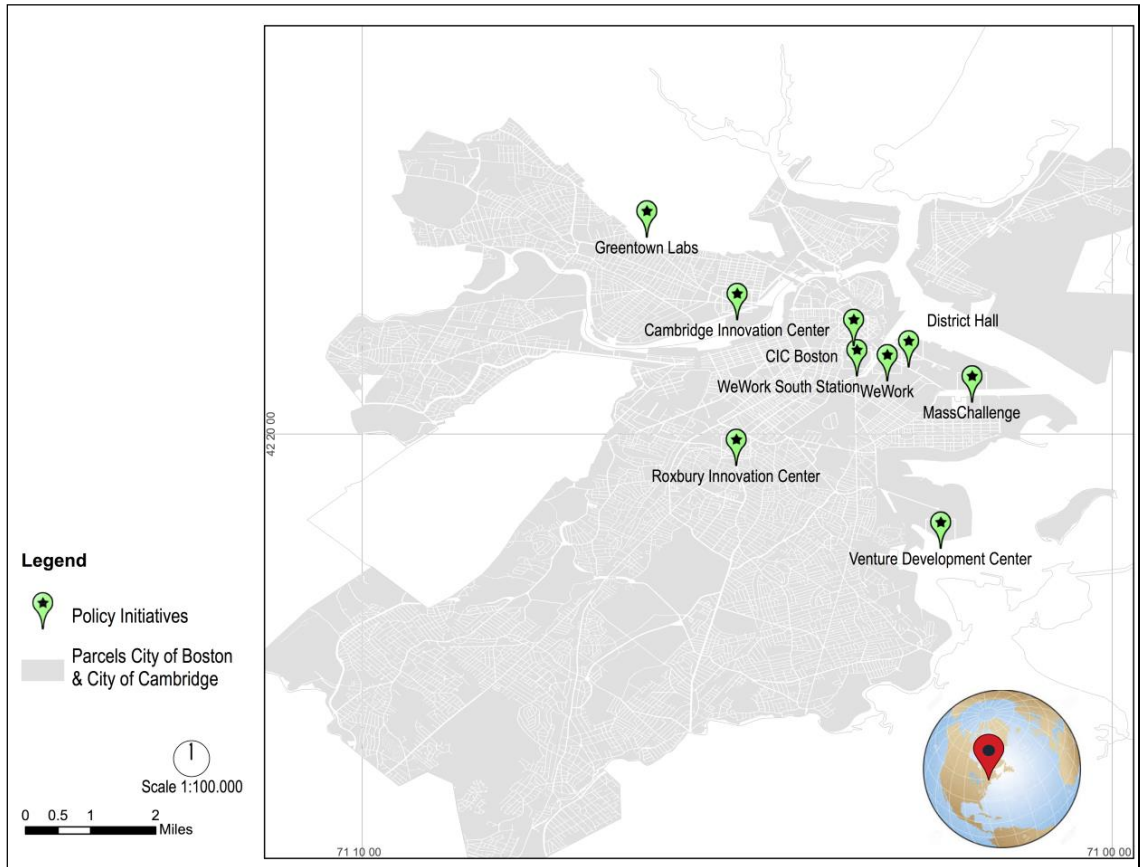 Greentown Labs
Cambridge Innovation Center
District Hall
CIC Boston
WeWork South Station
WeWork
MassChallenge
42 20 00
Roxbury Innovation Center
Venture Development Center
Legend
Policy Initiatives
Parcels City of Boston
& City of Cambridge
Scale 1:100.000
0 0.5 1 2
Miles
71 10 00
71 00 00